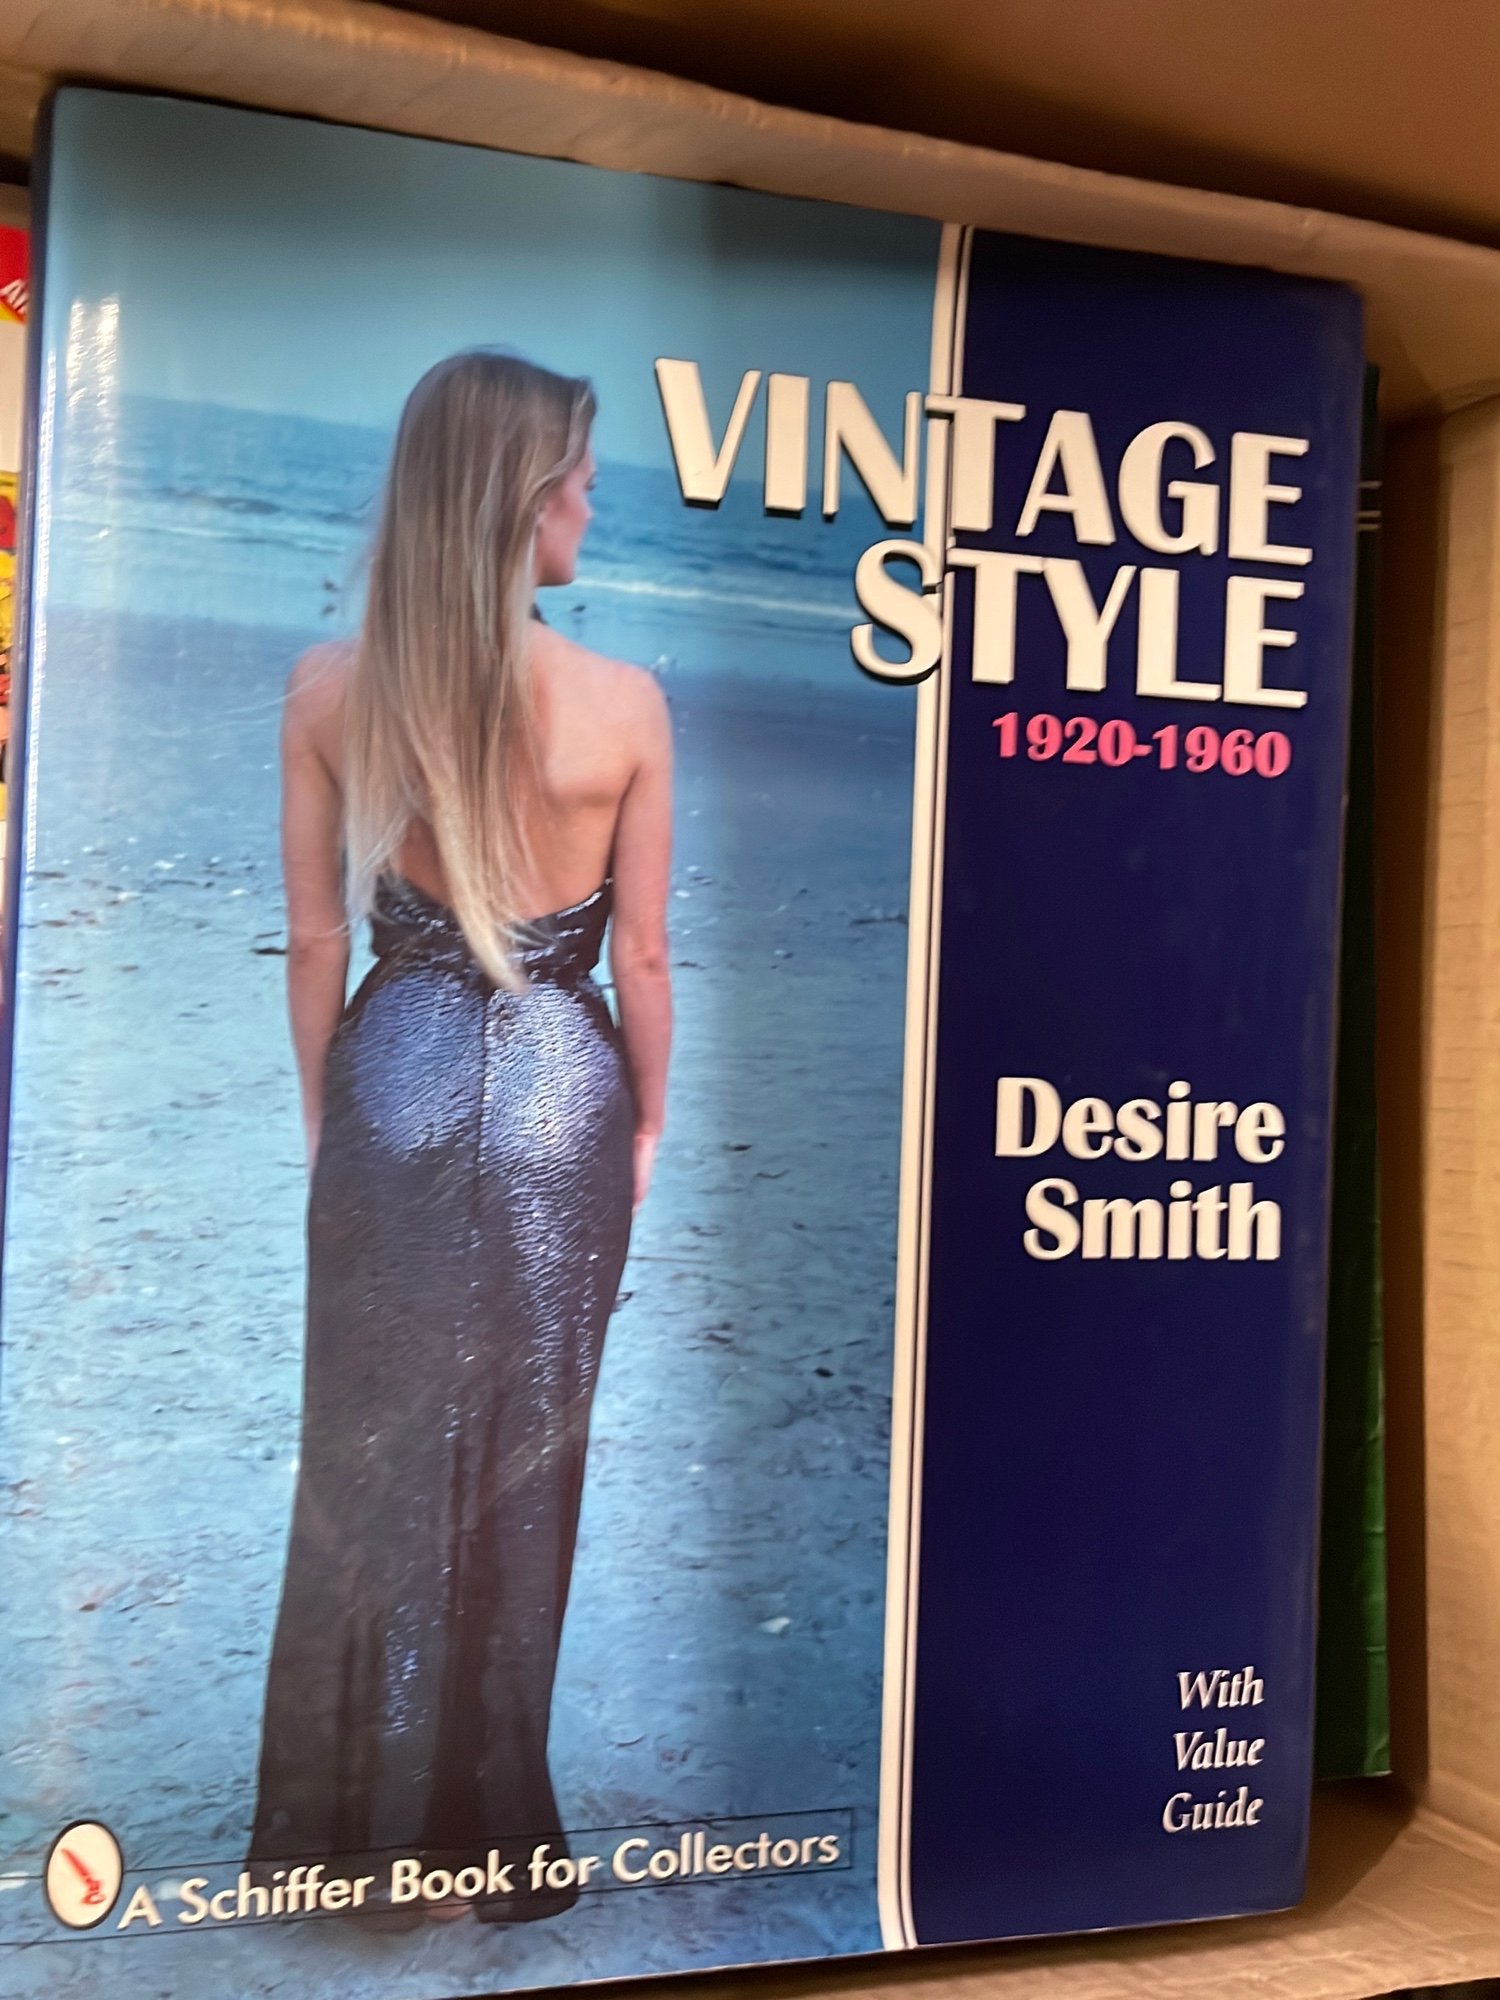 VINTAGE
STYLE
1920-1960
Desire
Smith
With
Value
Guide
A Schiffer Book for Collectors